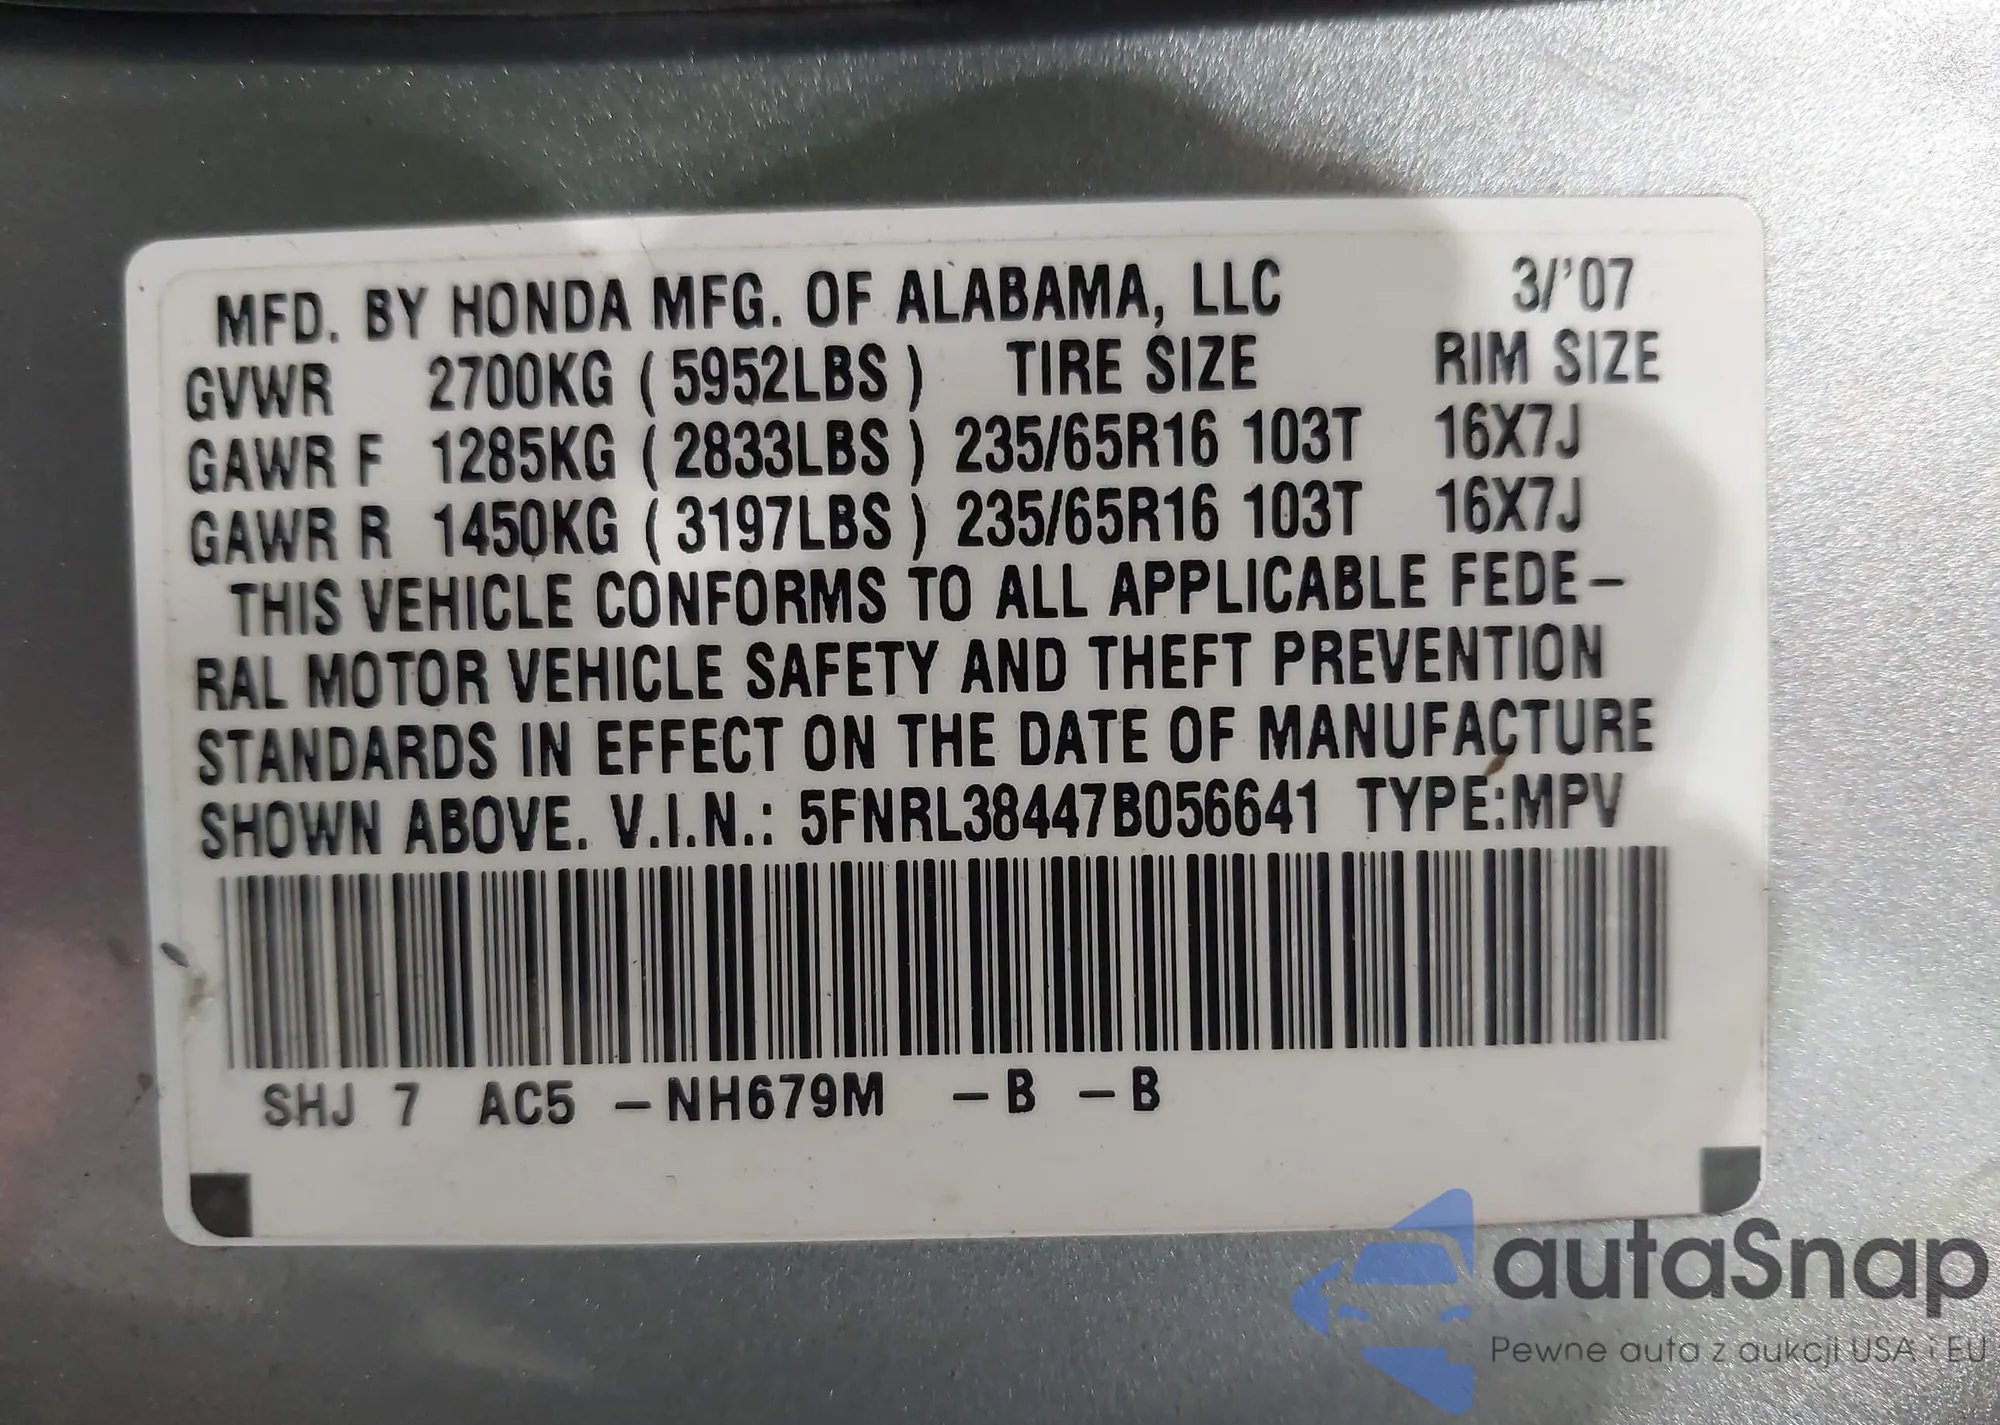 MFD. BY HONDA MFG. OF ALABAMA, LLC 3/'07
GVWR 2700KG ( 5952LBS ) TIRE SIZE RIM SIZE
GAWR F 1285KG ( 2833LBS ) 235/65R16 103T 16X7J
GAWR R 1450KG ( 3197LBS ) 235/65R16 103T 16X7J
THIS VEHICLE CONFORMS TO ALL APPLICABLE FEDE-
RAL MOTOR VEHICLE SAFETY AND THEFT PREVENTION
STANDARDS IN EFFECT ON THE DATE OF MANUFACTURE
SHOWN ABOVE. V.I.N.: 5FNRL38447B056641 TYPE:MPV
SHJ 7 AC5 -NH679M -B -B
autaSnap
Pewne auta z aukcji USA i EU